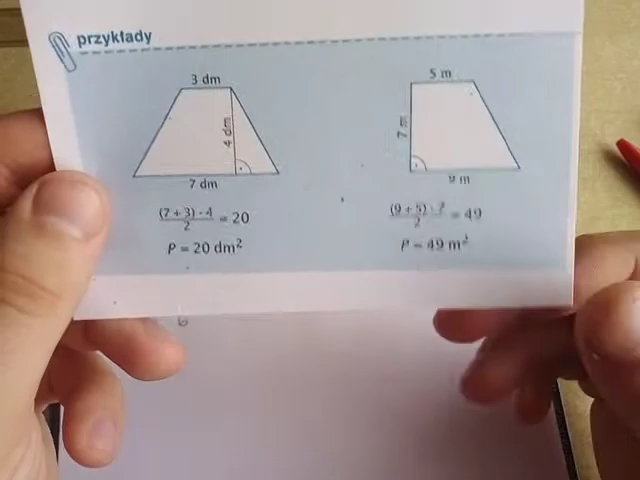 przykłady
3 dm
4 dm
7 dm
(7 + 3) · 4
2
= 20
P = 20 dm²
5 m
7 m
9 m
(9 + 5) · 7
2
= 49
P = 49 m²
6